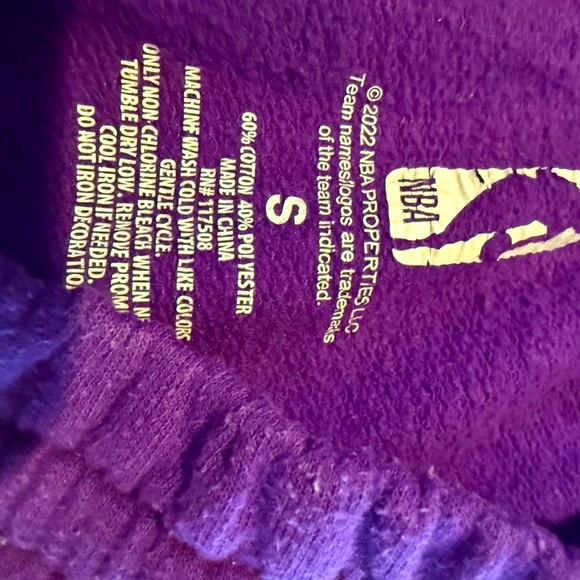 NBA
© 2022 NBA PROPERTIES LLC
Team names/logos are trademarks
of the team indicated.
S
60% COTTON 40% POLYESTER
MADE IN CHINA
RN# 117508
MACHINE WASH COLD WITH LIKE COLORS
GENTLE CYCLE.
ONLY NON-CHLORINE BLEACH WHEN
TUMBLE DRY LOW. REMOVE
COOL IRON IF NEEDED.
DO NOT IRON